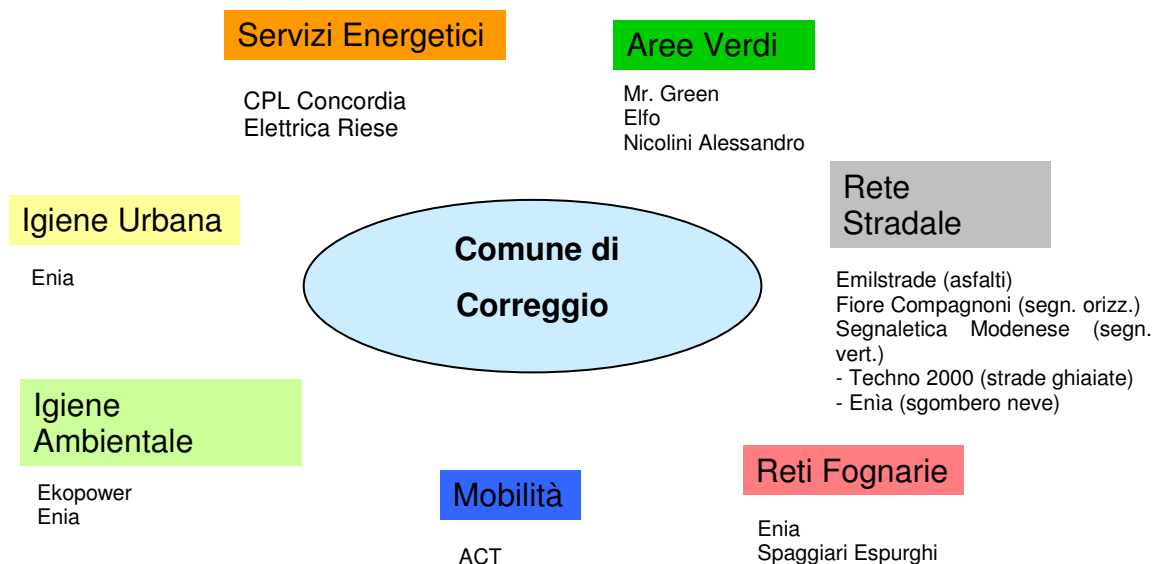 Servizi Energetici
CPL Concordia
Elettrica Riese
Aree Verdi
Mr. Green
Elfo
Nicolini Alessandro
Rete
Stradale
Emilstrade (asfalti)
Fiore Compagnoni (segn. orizz.)
Segnaletica Modenese (segn.
vert.)
- Techno 2000 (strade ghiaiate)
- Enìa (sgombero neve)
Igiene Urbana
Enia
Comune di
Correggio
Igiene
Ambientale
Ekopower
Enia
Mobilità
ACT
Reti Fognarie
Enia
Spaggiari Espurghi